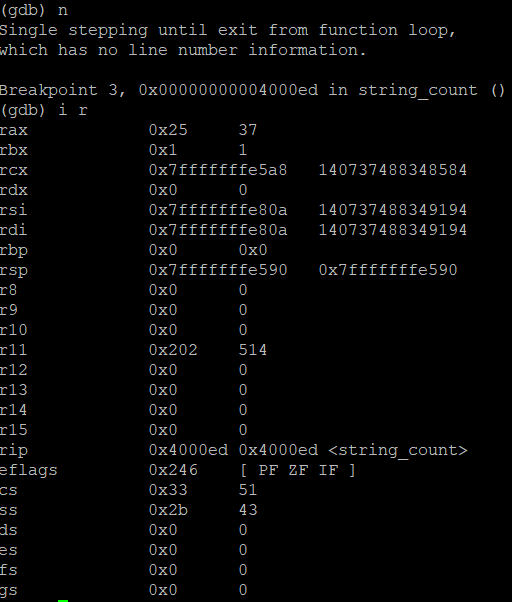 (gdb) n
Single stepping until exit from function loop,
which has no line number information.
Breakpoint 3, 0x00000000004000ed in string_count ()
(gdb) i r
rax 0x25 37
rbx 0x1 1
rcx 0x7fffffffe5a8 140737488348584
rdx 0x0 0
rsi 0x7fffffffe80a 140737488349194
rdi 0x7fffffffe80a 140737488349194
rbp 0x0 0x0
rsp 0x7fffffffe590 0x7fffffffe590
r8 0x0 0
r9 0x0 0
r10 0x0 0
r11 0x202 514
r12 0x0 0
r13 0x0 0
r14 0x0 0
r15 0x0 0
rip 0x4000ed 0x4000ed <string_count>
eflags 0x246 [ PF ZF IF ]
cs 0x33 51
ss 0x2b 43
ds 0x0 0
es 0x0 0
fs 0x0 0
gs 0x0 0